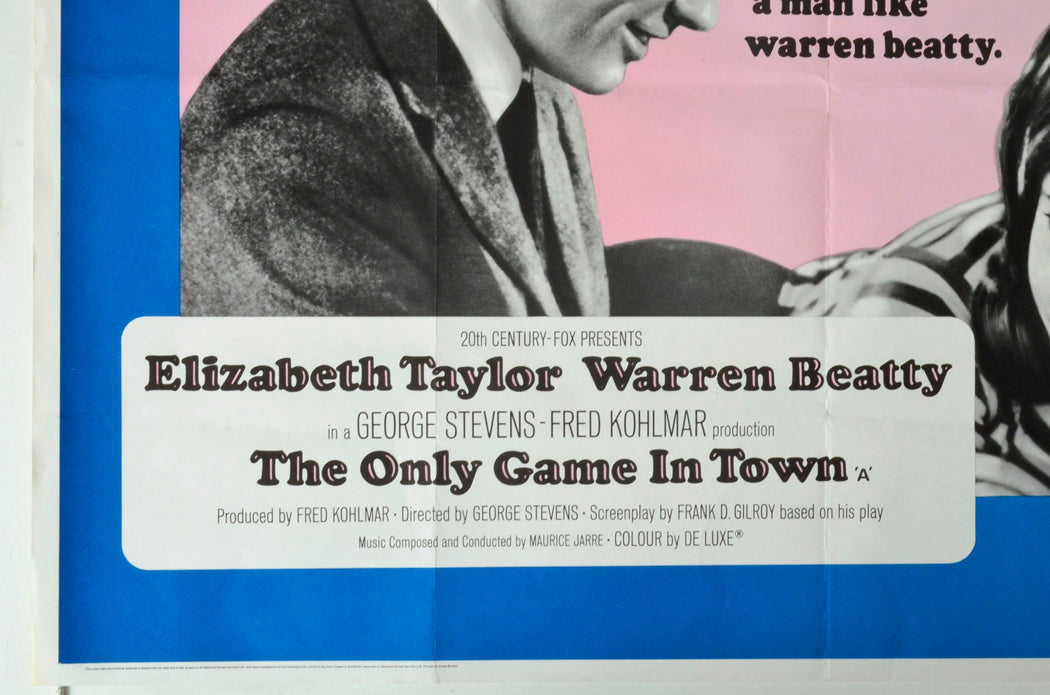 a man like
warren beatty.
20th CENTURY-FOX PRESENTS
Elizabeth Taylor Warren Beatty
in a GEORGE STEVENS-FRED KOHLMAR production
The Only Game In Town 'A'
Produced by FRED KOHLMAR · Directed by GEORGE STEVENS · Screenplay by FRANK D. GILROY based on his play
Music Composed and Conducted by MAURICE JARRE · COLOUR by DE LUXE®